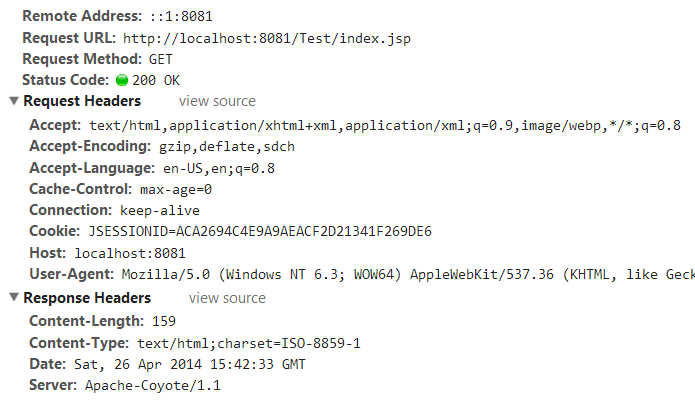 Remote Address: ::1:8081
Request URL: http://localhost:8081/Test/index.jsp
Request Method: GET
Status Code: 200 OK
Request Headers view source
Accept: text/html,application/xhtml+xml,application/xml;q=0.9,image/webp,*/*;q=0.8
Accept-Encoding: gzip,deflate,sdch
Accept-Language: en-US,en;q=0.8
Cache-Control: max-age=0
Connection: keep-alive
Cookie: JSESSIONID=ACA2694C4E9A9AEACF2D21341F269DE6
Host: localhost:8081
User-Agent: Mozilla/5.0 (Windows NT 6.3; WOW64) AppleWebKit/537.36 (KHTML, like Geck
Response Headers view source
Content-Length: 159
Content-Type: text/html;charset=ISO-8859-1
Date: Sat, 26 Apr 2014 15:42:33 GMT
Server: Apache-Coyote/1.1